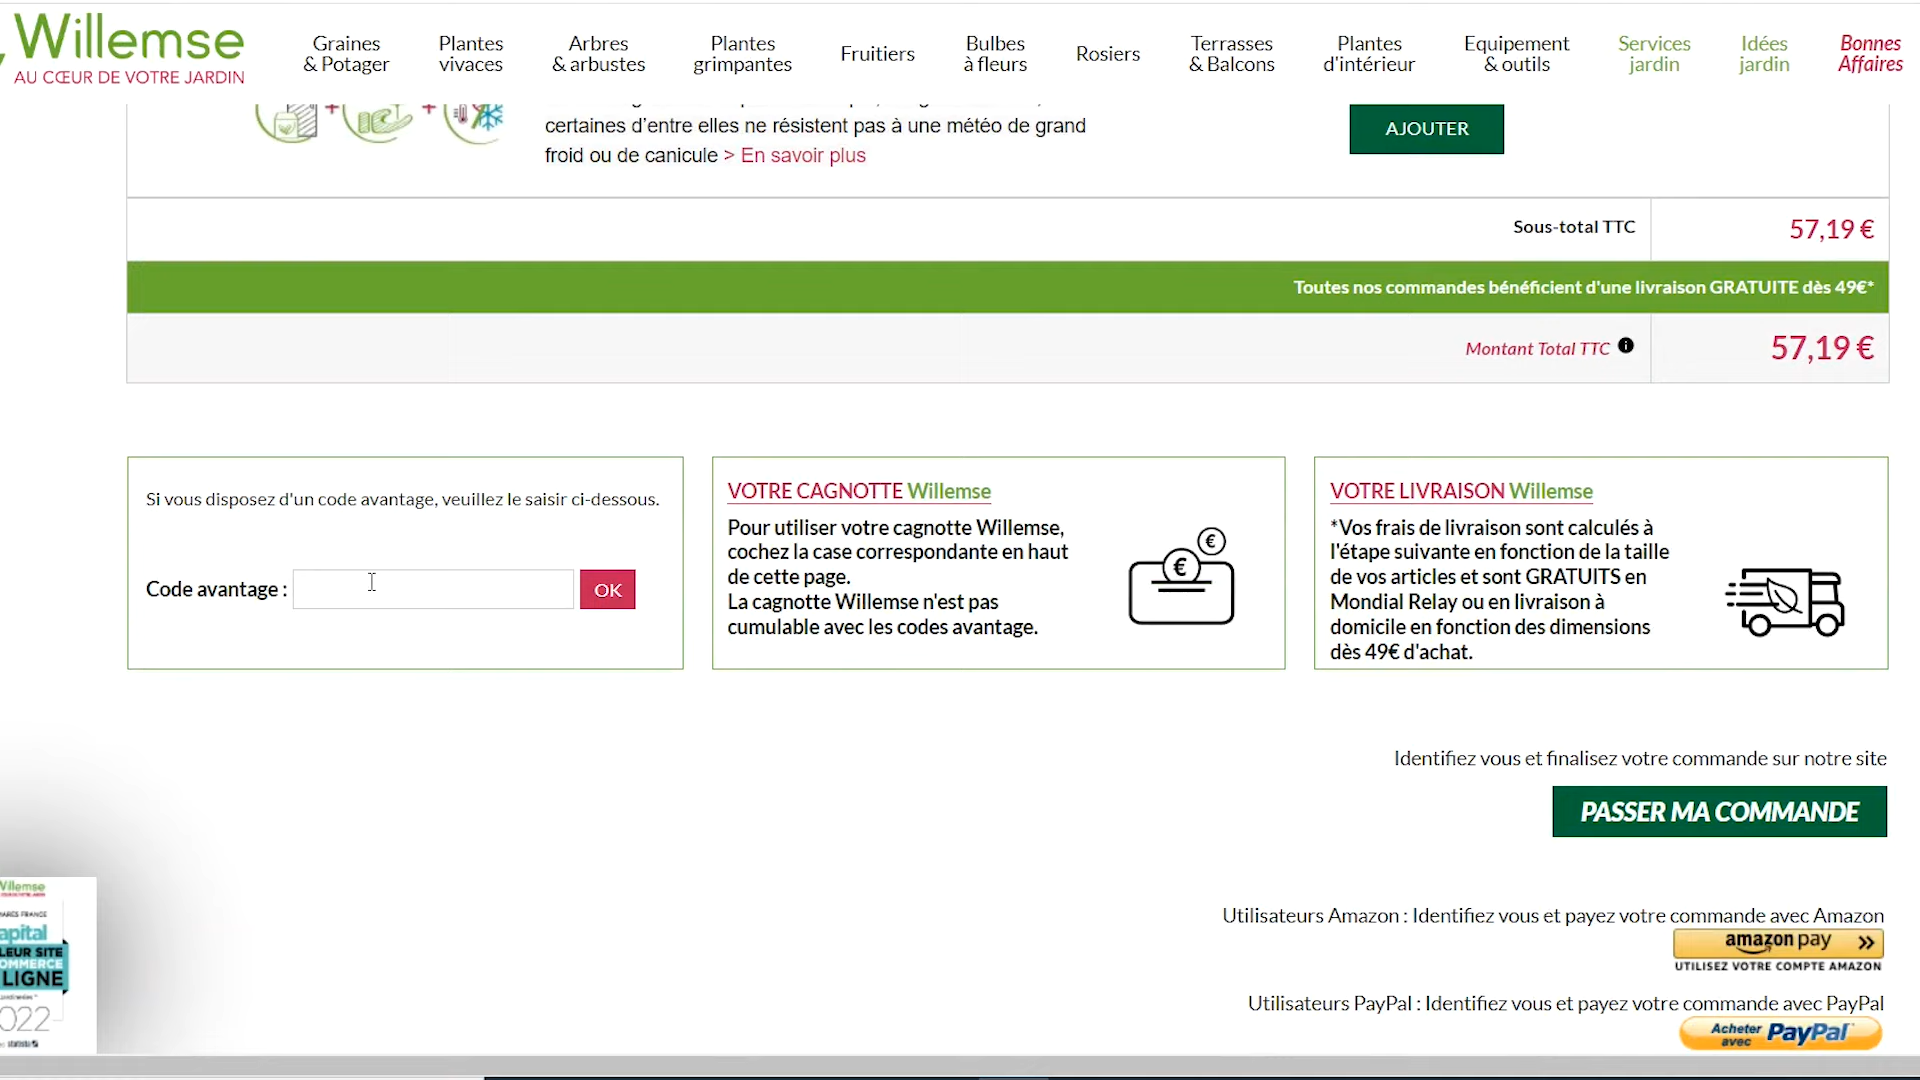 Willemse
AU CŒUR DE VOTRE JARDIN
Graines
& Potager
Plantes
vivaces
Arbres
& arbustes
Plantes
grimpantes
Fruitiers
Bulbes
à fleurs
Rosiers
Terrasses
& Balcons
Plantes
d'intérieur
Equipement
& outils
Services
jardin
Idées
jardin
Bonnes
Affaires
certaines d'entre elles ne résistent pas à une météo de grand
froid ou de canicule > En savoir plus
AJOUTER
Sous-total TTC
57,19 €
Toutes nos commandes bénéficient d'une livraison GRATUITE dès 49€*
Montant Total TTC
57,19 €
Si vous disposez d'un code avantage, veuillez le saisir ci-dessous.
Code avantage :
OK
VOTRE CAGNOTTE Willemse
Pour utiliser votre cagnotte Willemse,
cochez la case correspondante en haut
de cette page.
La cagnotte Willemse n'est pas
cumulable avec les codes avantage.
VOTRE LIVRAISON Willemse
*Vos frais de livraison sont calculés à
l'étape suivante en fonction de la taille
de vos articles et sont GRATUITS en
Mondial Relay ou en livraison à
domicile en fonction des dimensions
dès 49€ d'achat.
Identifiez vous et finalisez votre commande sur notre site
PASSER MA COMMANDE
Utilisateurs Amazon : Identifiez vous et payez votre commande avec Amazon
amazon pay
UTILISEZ VOTRE COMPTE AMAZON
Utilisateurs PayPal : Identifiez vous et payez votre commande avec PayPal
Acheter
avec
PayPal
Willemse
FRANCE
apital
LEUR SITE
OMMERCE
LIGNE
022
statista